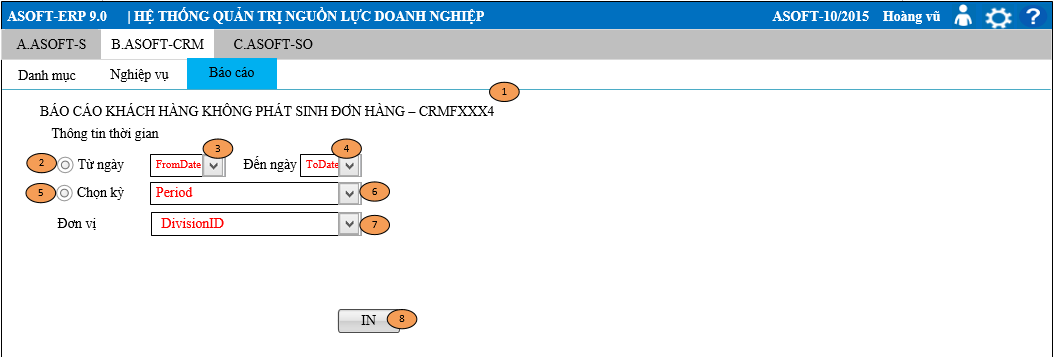 ASOFT-ERP 9.0 | HỆ THỐNG QUẢN TRỊ NGUỒN LỰC DOANH NGHIỆP ASOFT-10/2015 Hoàng vũ ?
A.ASOFT-S B.ASOFT-CRM C.ASOFT-SO
Danh mục Nghiệp vụ Báo cáo
1
BÁO CÁO KHÁCH HÀNG KHÔNG PHÁT SINH ĐƠN HÀNG – CRMFXXX4
Thông tin thời gian
2 Từ ngày FromDate 3 Đến ngày ToDate 4
5 Chọn kỳ Period 6
Đơn vị DivisionID 7
IN 8